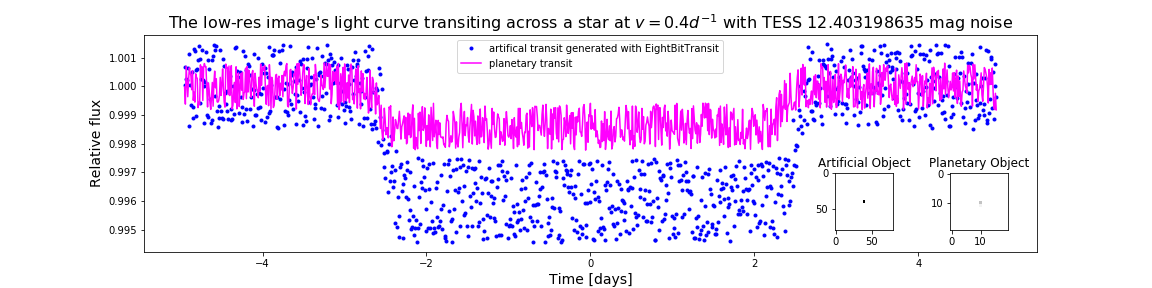 The low-res image's light curve transiting across a star at v = 0.4d⁻¹ with TESS 12.403198635 mag noise
artifical transit generated with EightBitTransit
planetary transit
Relative flux
1.001
1.000
0.999
0.998
0.997
0.996
0.995
Artificial Object
0
50
0 50
Planetary Object
0
10
0 10
−4 −2 0 2 4
Time [days]